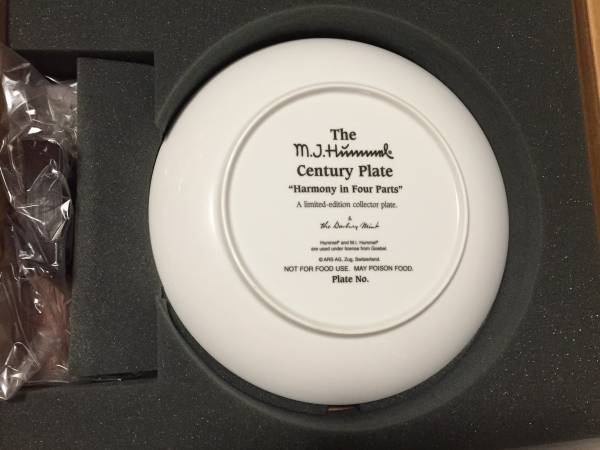 The
M.J. Hummel®
Century Plate
"Harmony in Four Parts"
A limited-edition collector plate.
&
the Danbury Mint
Hummel® and M.I. Hummel®
are used under license from Goebel.
© ARS AG, Zug, Switzerland.
NOT FOR FOOD USE. MAY POISON FOOD.
Plate No.